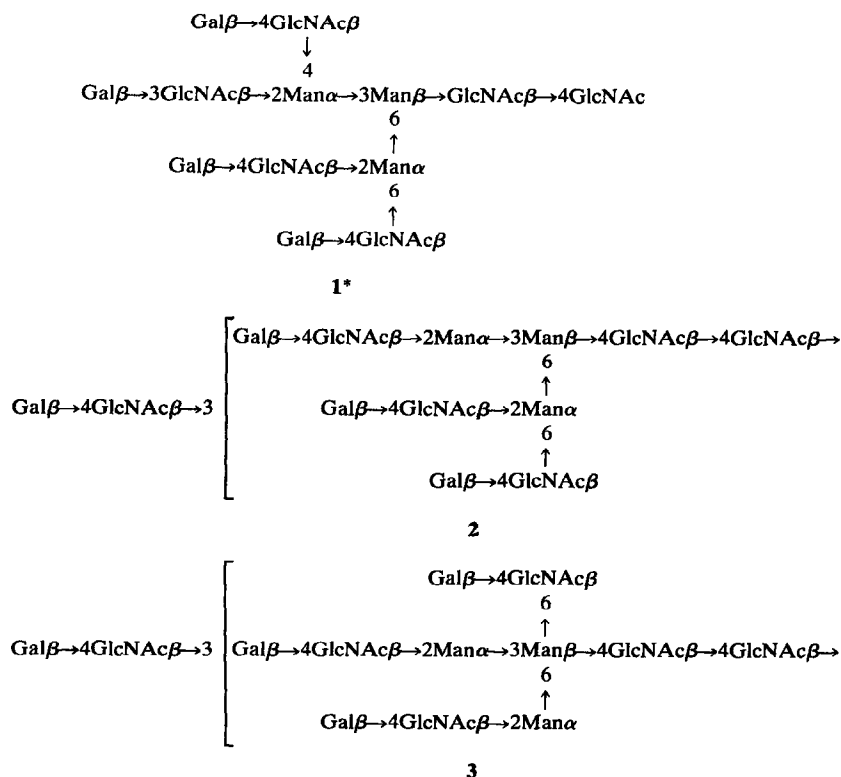 Galβ→4GlcNAcβ
↓
4
Galβ→3GlcNAcβ→2Manα→3Manβ→GlcNAcβ→4GlcNAc
6
↑
Galβ→4GlcNAcβ→2Manα
6
↑
Galβ→4GlcNAcβ
1*
Galβ→4GlcNAcβ→2Manα→3Manβ→4GlcNAcβ→4GlcNAcβ→
6
↑
Galβ→4GlcNAcβ→3 [ Galβ→4GlcNAcβ→2Manα
6
↑
Galβ→4GlcNAcβ
2
Galβ→4GlcNAcβ
6
↑
Galβ→4GlcNAcβ→3 [ Galβ→4GlcNAcβ→2Manα→3Manβ→4GlcNAcβ→4GlcNAcβ→
6
↑
Galβ→4GlcNAcβ→2Manα
3